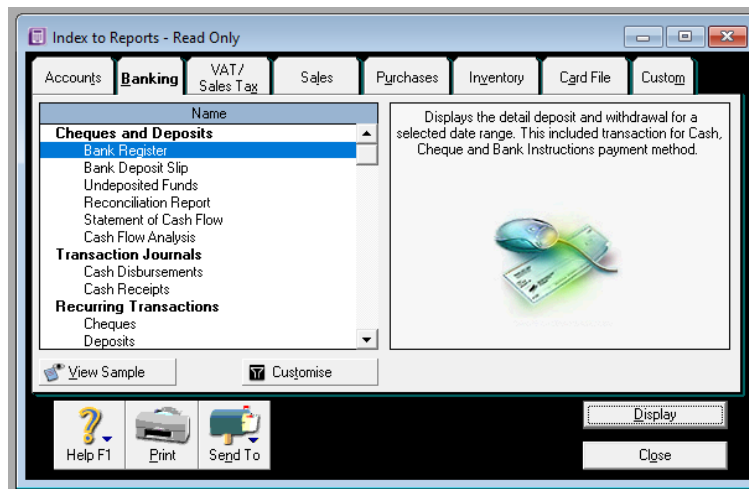 Index to Reports - Read Only
Accounts
Banking
VAT/
Sales Tax
Sales
Purchases
Inventory
Card File
Custom
Name
Cheques and Deposits
Bank Register
Bank Deposit Slip
Undeposited Funds
Reconciliation Report
Statement of Cash Flow
Cash Flow Analysis
Transaction Journals
Cash Disbursements
Cash Receipts
Recurring Transactions
Cheques
Deposits
Displays the detail deposit and withdrawal for a
selected date range. This included transaction for Cash,
Cheque and Bank Instructions payment method.
View Sample
Customise
Help F1
Print
Send To
Display
Close